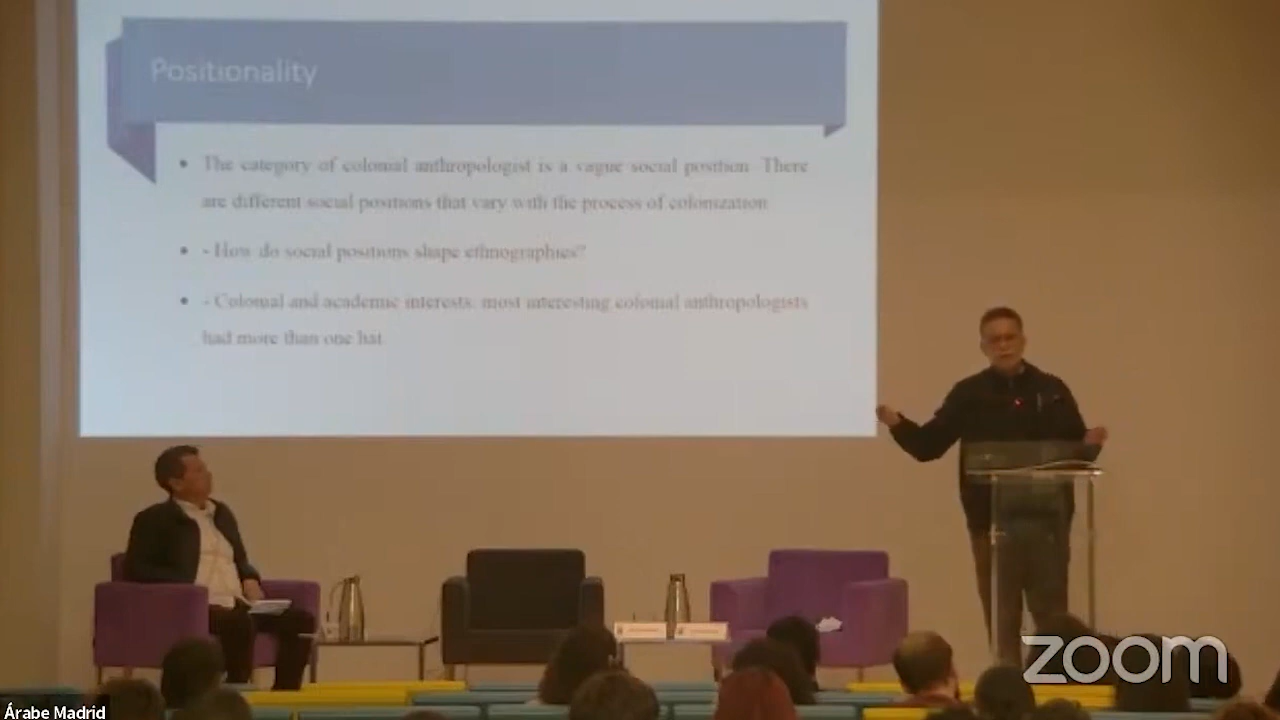 Positionality
• The category of colonial anthropologist is a vague social position. There
are different social positions that vary with the process of colonization.
• - How do social positions shape ethnographies?
• - Colonial and academic interests: most interesting colonial anthropologists
had more than one hat.
zoom
Árabe Madrid